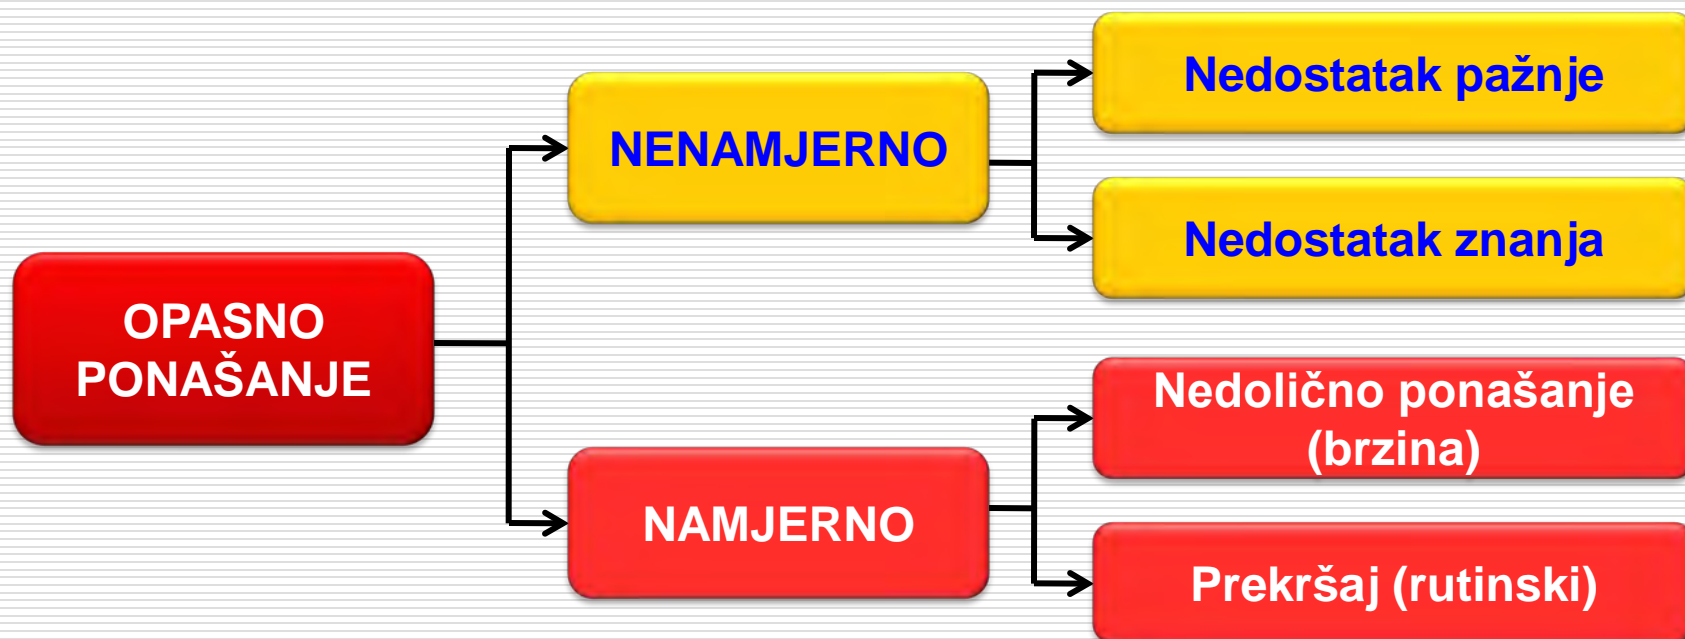 OPASNO
PONAŠANJE
NENAMJERNO
Nedostatak pažnje
Nedostatak znanja
NAMJERNO
Nedolično ponašanje
(brzina)
Prekršaj (rutinski)